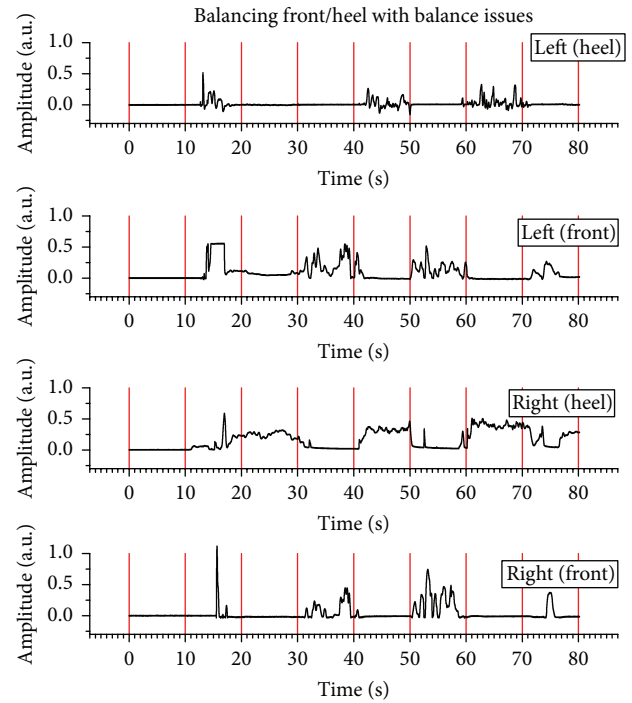 Balancing front/heel with balance issues
Left (heel)
Amplitude (a.u.)
1.0
0.5
0.0
0 10 20 30 40 50 60 70 80
Time (s)
Left (front)
Amplitude (a.u.)
1.0
0.5
0.0
0 10 20 30 40 50 60 70 80
Time (s)
Right (heel)
Amplitude (a.u.)
1.0
0.5
0.0
0 10 20 30 40 50 60 70 80
Time (s)
Right (front)
Amplitude (a.u.)
1.0
0.5
0.0
0 10 20 30 40 50 60 70 80
Time (s)